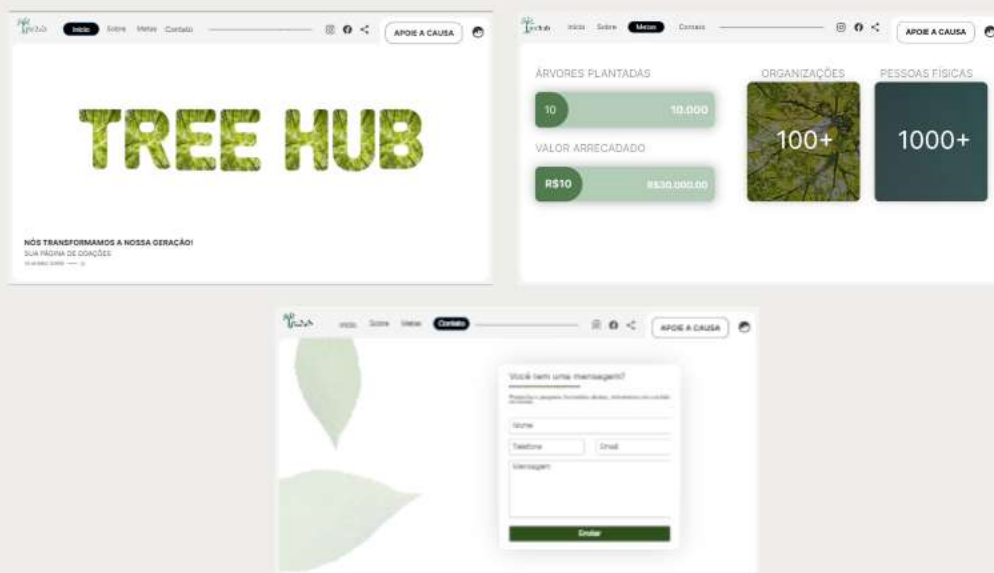 Início Sobre Metas Contato
APOIE A CAUSA
TREE HUB
NÓS TRANSFORMAMOS A NOSSA GERAÇÃO!
SUA PÁGINA DE DOAÇÕES
Início Sobre Metas Contato
APOIE A CAUSA
ÁRVORES PLANTADAS
10 10.000
VALOR ARRECADADO
R$10 R$30.000,00
ORGANIZAÇÕES
100+
PESSOAS FÍSICAS
1000+
Início Sobre Metas Contato
APOIE A CAUSA
Você tem uma mensagem?
Nome
Telefone Email
Mensagem
Enviar